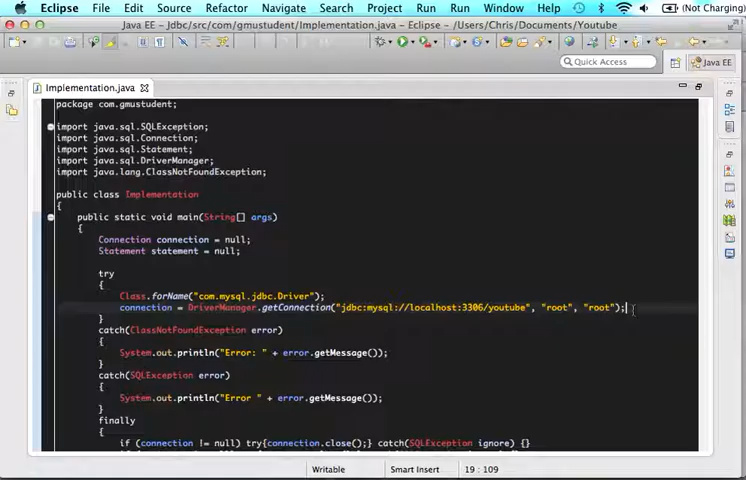 Eclipse File Edit Source Refactor Navigate Search Project Run Run Window Help (Not Charging)
Java EE - Jdbc/src/com/gmustudent/Implementation.java - Eclipse - /Users/Chris/Documents/Youtube
Quick Access
Java EE
Implementation.java
package com.gmustudent;
import java.sql.SQLException;
import java.sql.Connection;
import java.sql.Statement;
import java.sql.DriverManager;
import java.lang.ClassNotFoundException;
public class Implementation
{
public static void main(String[] args)
{
Connection connection = null;
Statement statement = null;
try
{
Class.forName("com.mysql.jdbc.Driver");
connection = DriverManager.getConnection("jdbc:mysql://localhost:3306/youtube", "root", "root");
}
catch(ClassNotFoundException error)
{
System.out.println("Error: " + error.getMessage());
}
catch(SQLException error)
{
System.out.println("Error " + error.getMessage());
}
finally
{
if (connection != null) try{connection.close();} catch(SQLException ignore) {}
Writable Smart Insert 19 : 109